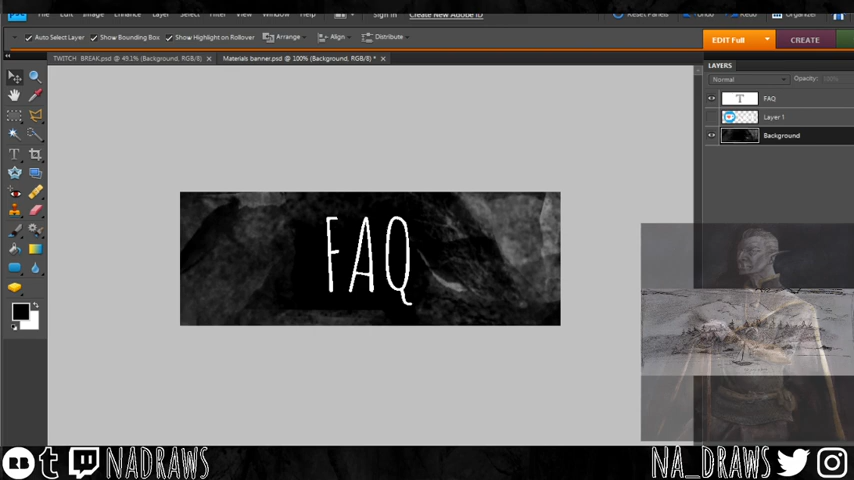 File Edit Image Enhance Layer Select Filter View Window Help Sign In Create New Adobe ID Reset Panels Undo Redo Organizer
Auto Select Layer Show Bounding Box Show Highlight on Rollover Arrange Align Distribute EDIT Full CREATE
TWITCH BREAK.psd @ 49.1% (Background, RGB/8) × Materials banner.psd @ 100% (Background, RGB/8) * ×
LAYERS
Normal Opacity: 100%
T FAQ
Layer 1
Background
FAQ
RB t NADRAWS NA_DRAWS